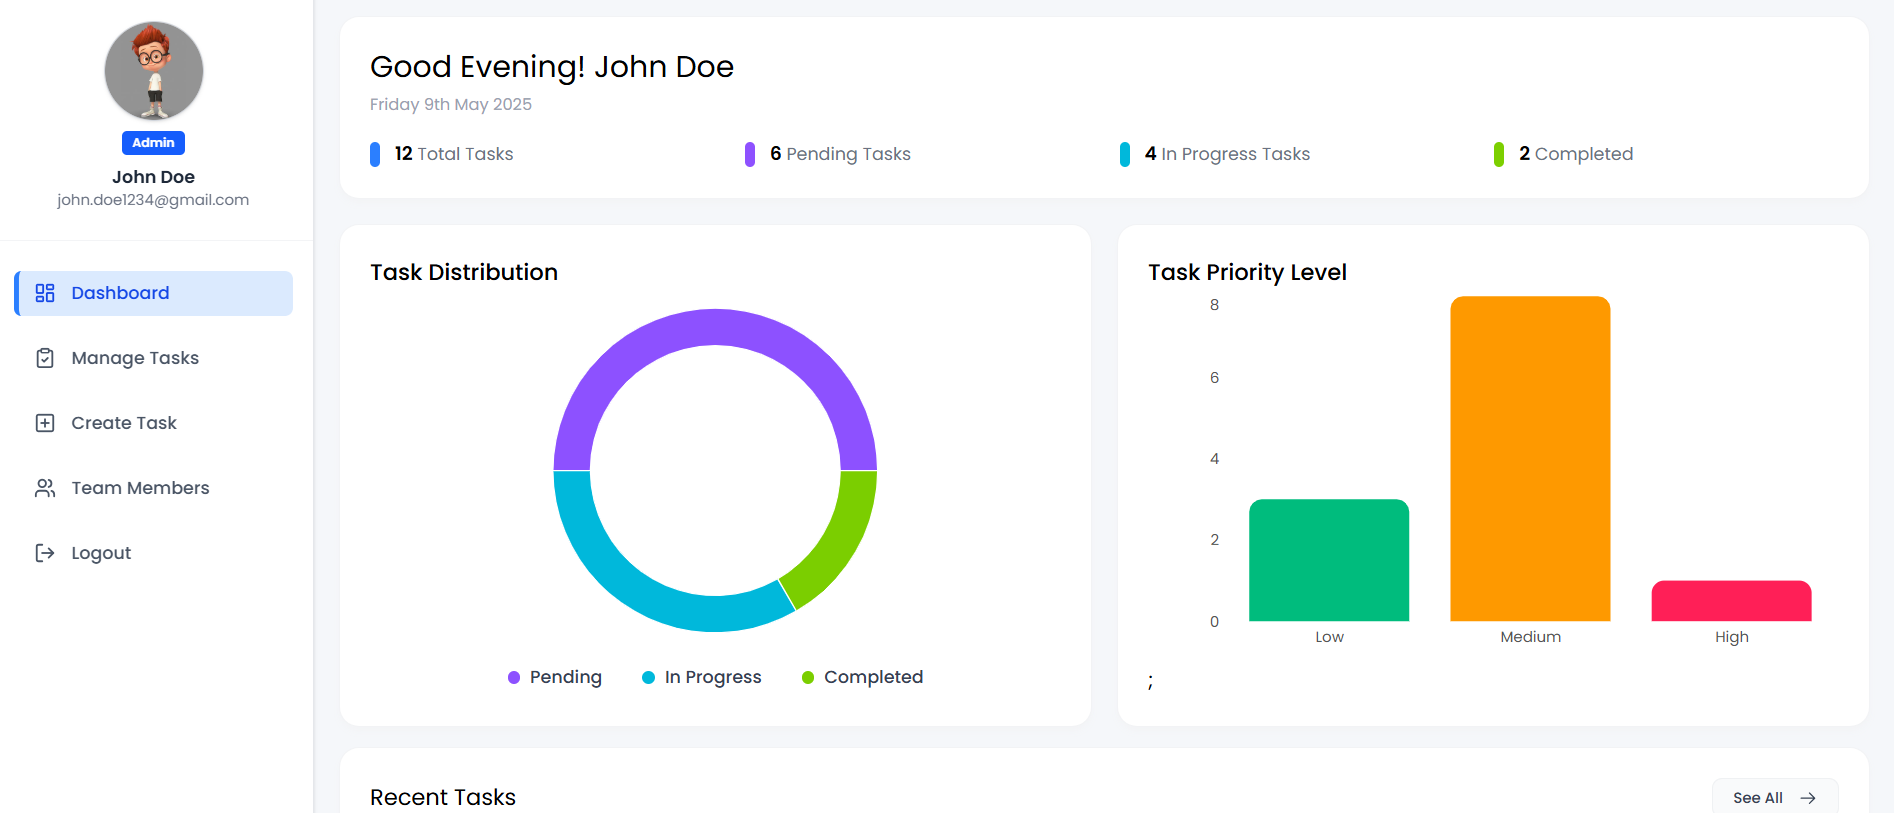 Admin
John Doe
john.doe1234@gmail.com
Dashboard
Manage Tasks
Create Task
Team Members
Logout
Good Evening! John Doe
Friday 9th May 2025
12 Total Tasks
6 Pending Tasks
4 In Progress Tasks
2 Completed
Task Distribution
Pending
In Progress
Completed
Task Priority Level
8
6
4
2
0
Low
Medium
High
;
Recent Tasks
See All